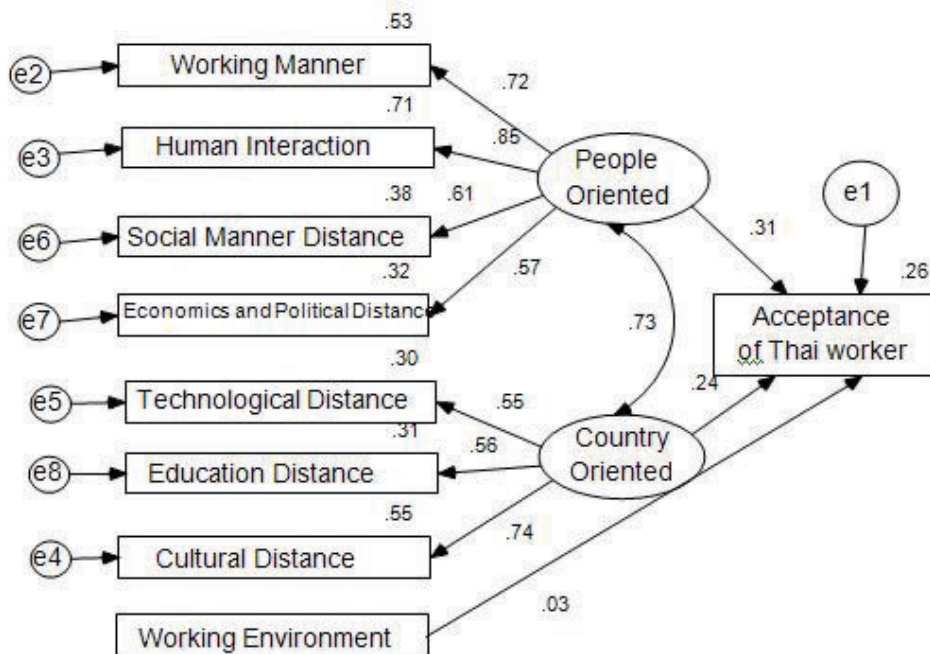 .53
e2
Working Manner
.72
.71
e3
Human Interaction
.85
People
Oriented
e1
.38
.61
e6
Social Manner Distance
.31
.32
.57
.26
e7
Economics and Political Distance
Acceptance
of Thai worker
.73
.30
.24
e5
Technological Distance
.55
.31
.56
Country
Oriented
e8
Education Distance
.55
.74
e4
Cultural Distance
.03
Working Environment